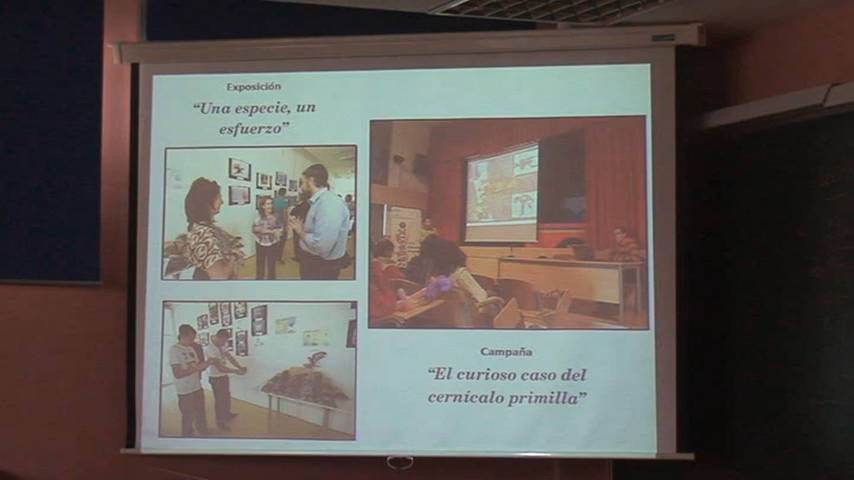 Exposición
“Una especie, un
esfuerzo”
Campaña
“El curioso caso del
cernícalo primilla”